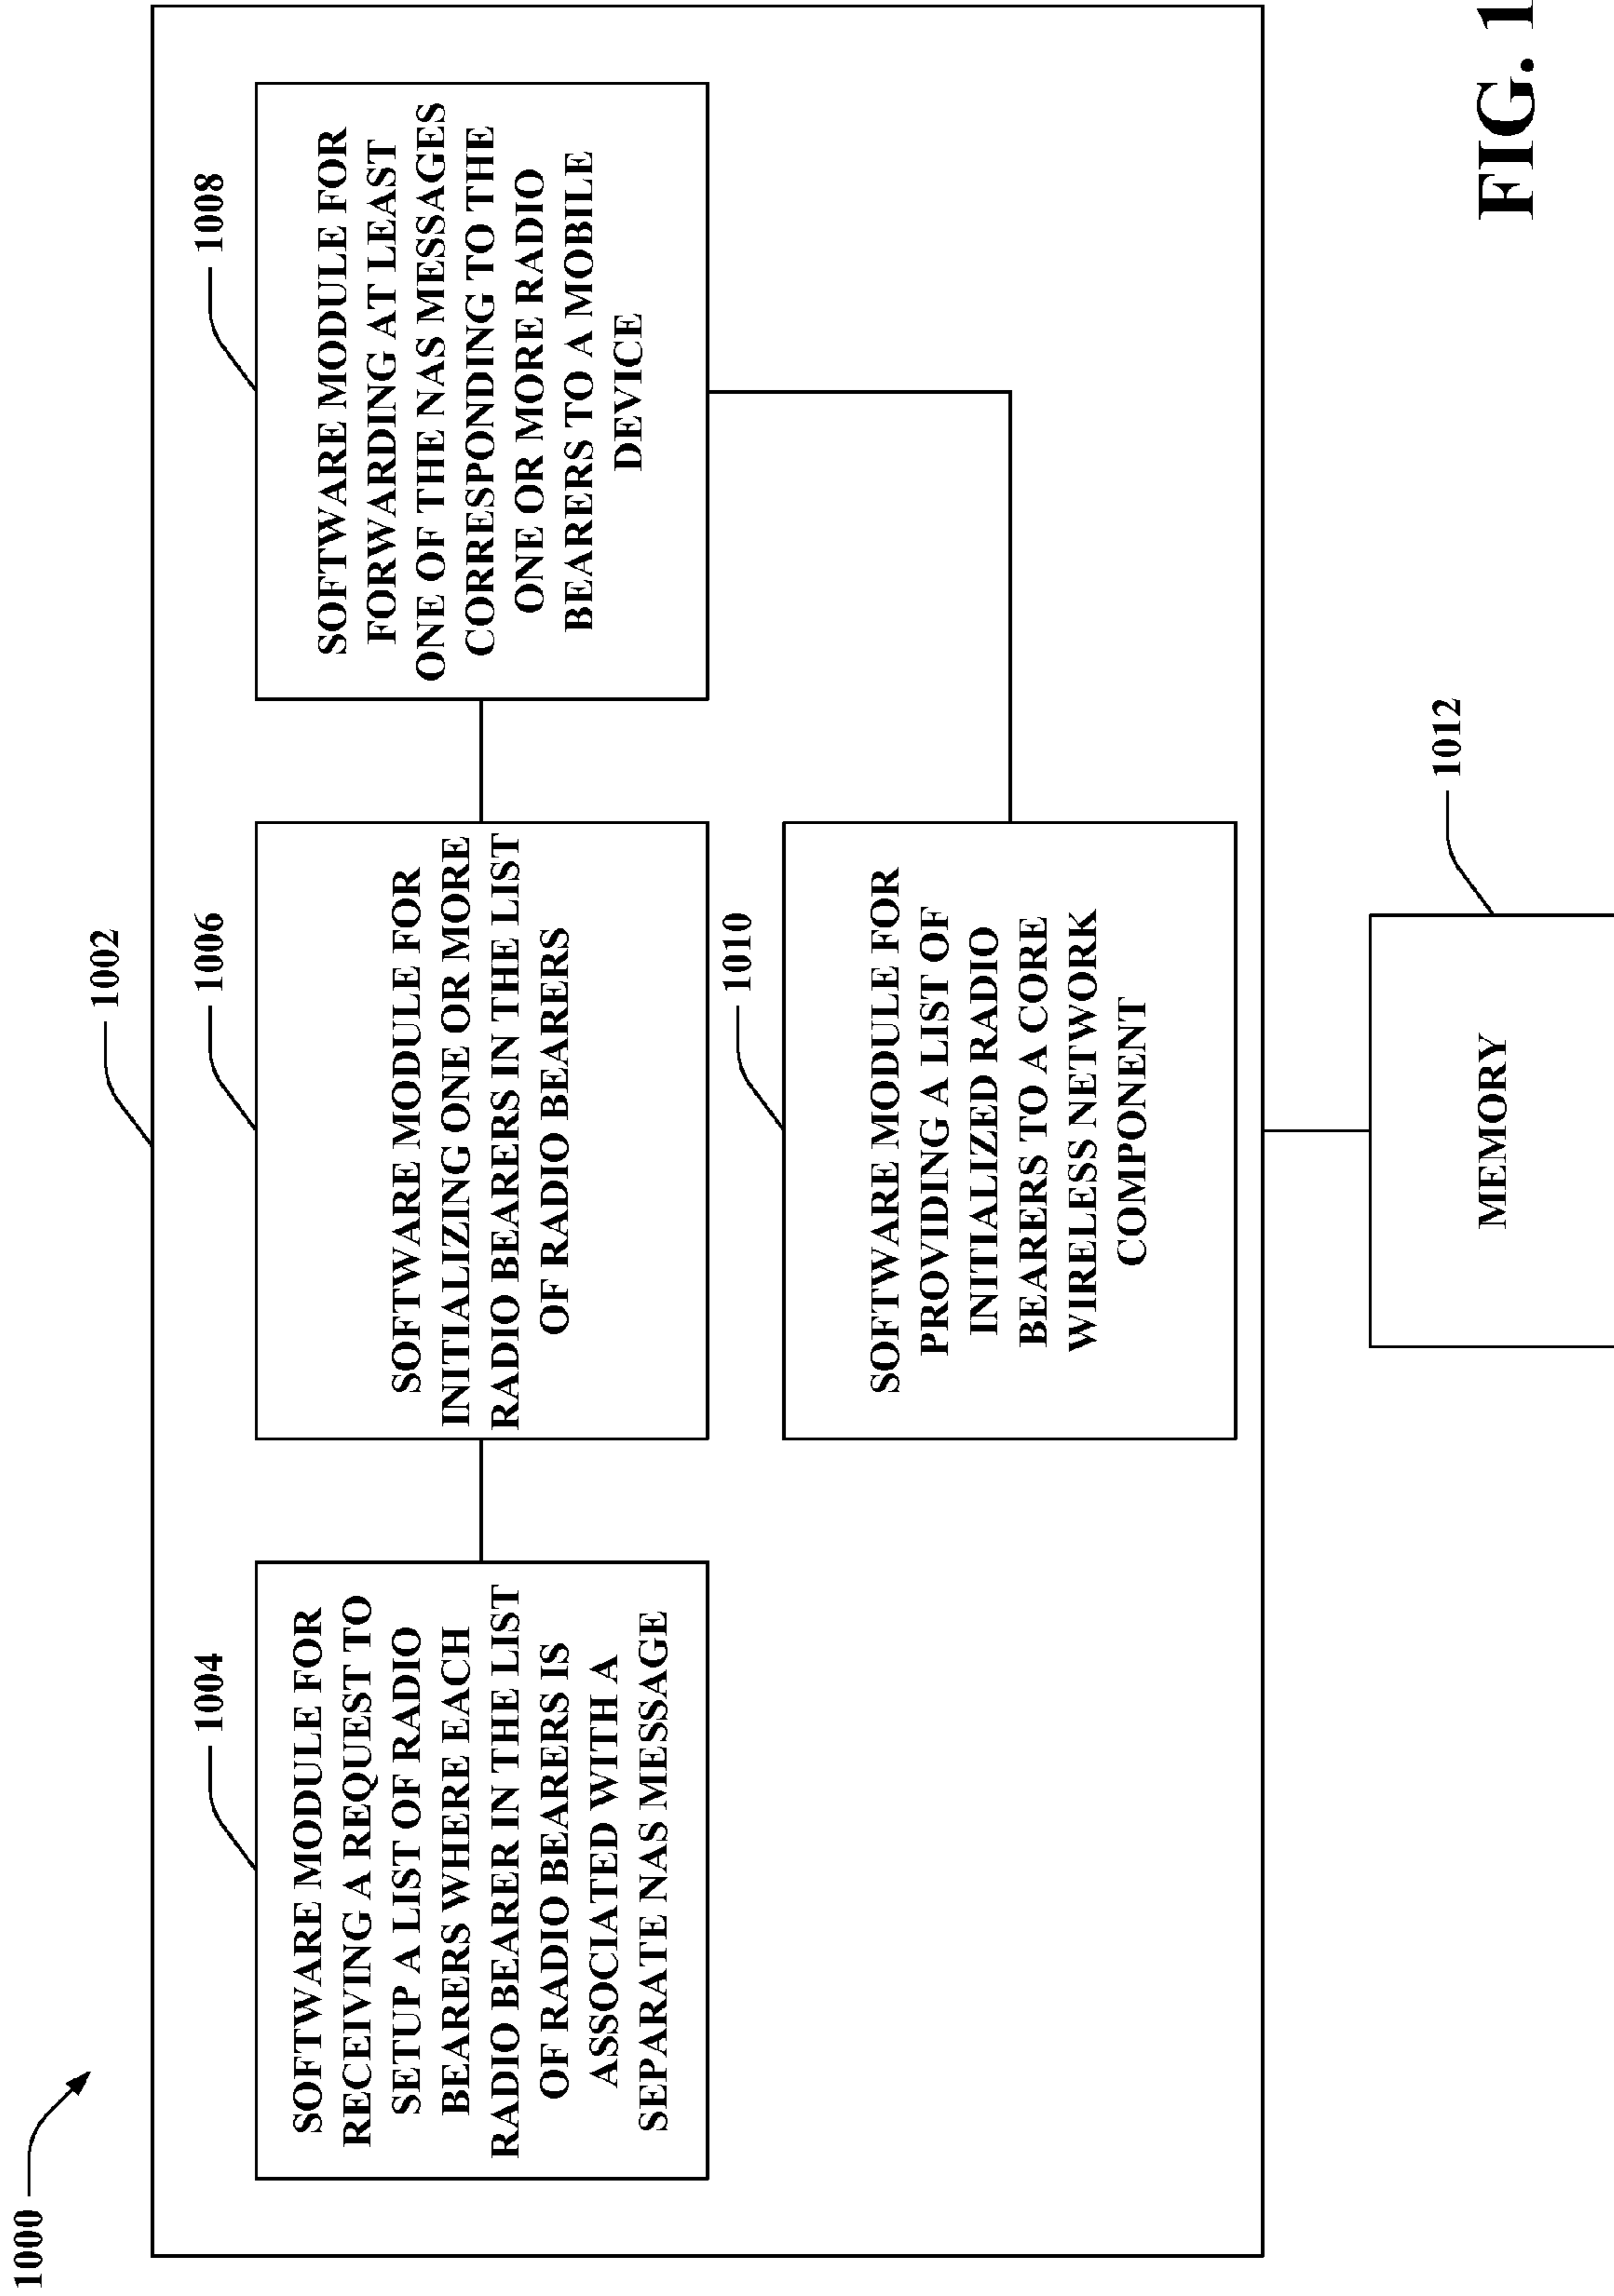 1000
1002
1004
SOFTWARE MODULE FOR
RECEIVING A REQUEST TO
SETUP A LIST OF RADIO
BEARERS WHERE EACH
RADIO BEARER IN THE LIST
OF RADIO BEARERS IS
ASSOCIATED WITH A
SEPARATE NAS MESSAGE
1006
SOFTWARE MODULE FOR
INITIALIZING ONE OR MORE
RADIO BEARERS IN THE LIST
OF RADIO BEARERS
1008
SOFTWARE MODULE FOR
FORWARDING AT LEAST
ONE OF THE NAS MESSAGES
CORRESPONDING TO THE
ONE OR MORE RADIO
BEARERS TO A MOBILE
DEVICE
1010
SOFTWARE MODULE FOR
PROVIDING A LIST OF
INITIALIZED RADIO
BEARERS TO A CORE
WIRELESS NETWORK
COMPONENT
1012
MEMORY
FIG. 1